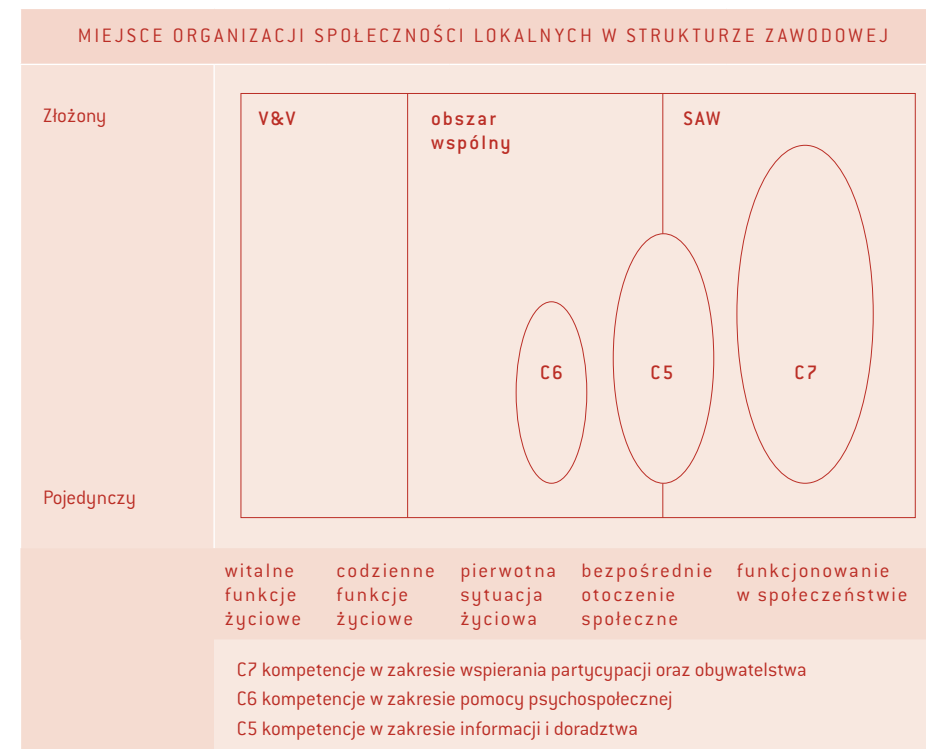 MIEJSCE ORGANIZACJI SPOŁECZNOŚCI LOKALNYCH W STRUKTURZE ZAWODOWEJ
Złożony
V&V
obszar
wspólny
SAW
C6
C5
C7
Pojedynczy
witalne
funkcje
życiowe
codzienne
funkcje
życiowe
pierwotna
sytuacja
życiowa
bezpośrednie
otoczenie
społeczne
funkcjonowanie
w społeczeństwie
C7 kompetencje w zakresie wspierania partycypacji oraz obywatelstwa
C6 kompetencje w zakresie pomocy psychospołecznej
C5 kompetencje w zakresie informacji i doradztwa